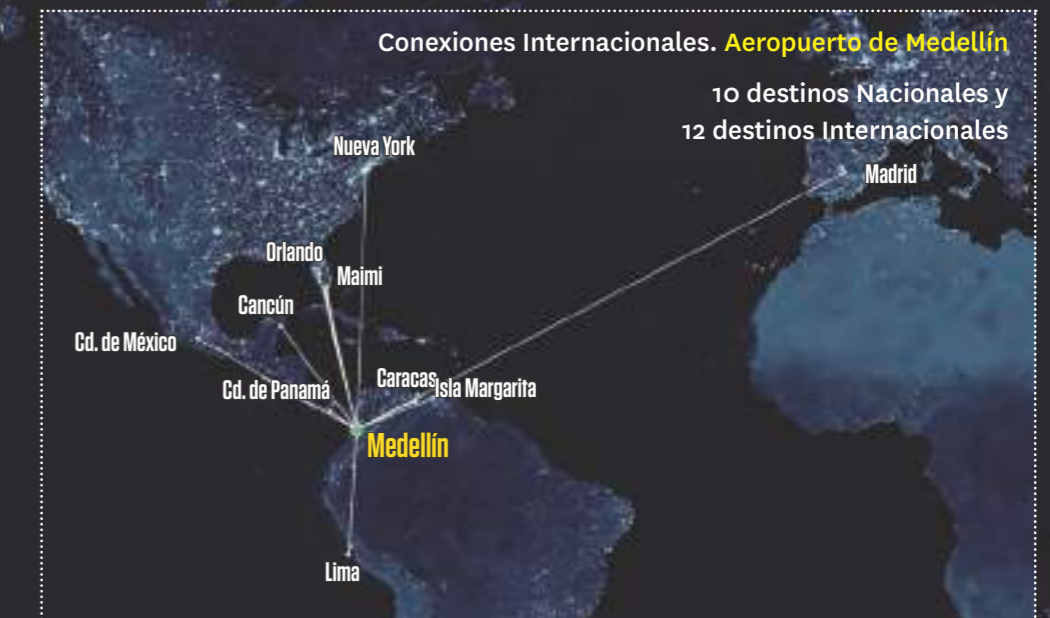 Conexiones Internacionales. Aeropuerto de Medellín
10 destinos Nacionales y
12 destinos Internacionales
Nueva York
Madrid
Orlando
Maimi
Cancún
Cd. de México
Caracas
Isla Margarita
Cd. de Panamá
Medellín
Lima